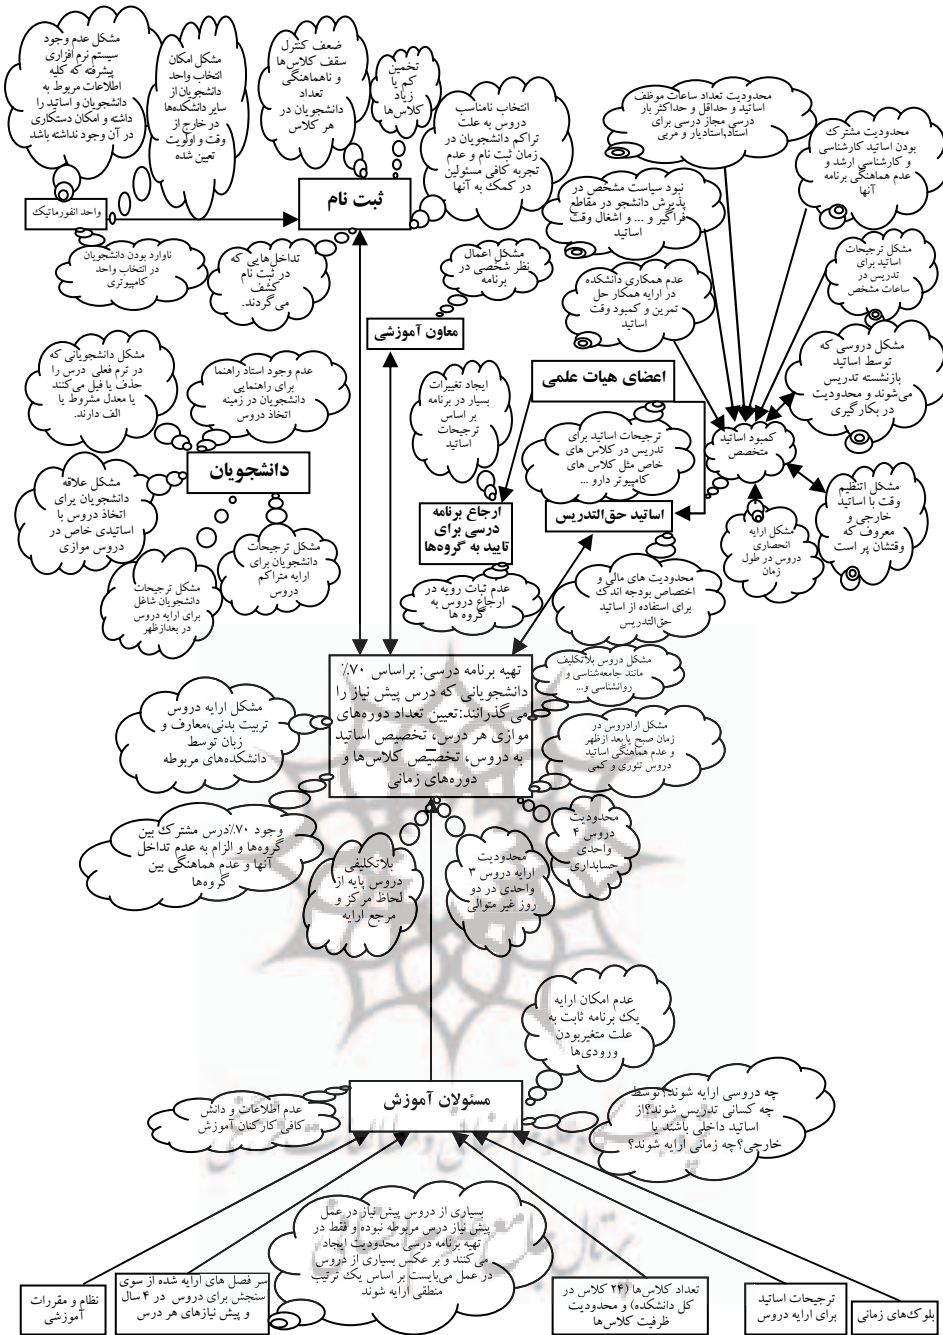 مشکل عدم وجود
سیستم نرم افزاری
پیشرفته که کلیه
اطلاعات مربوط به
دانشجویان و اساتید را
داشته و امکان دستکاری
در آن وجود نداشته باشد
مشکل امکان
انتخاب واحد
دانشجویان از
سایر دانشکده‌ها
در خارج از
وقت و اولویت
تعیین شده
ضعف کنترل
سقف کلاس‌ها
و ناهماهنگی
تعداد
دانشجویان در
هر کلاس
تخمین
کم یا
زیاد
کلاس‌ها
انتخاب نامناسب
دروس به علت
تراکم دانشجویان در
زمان ثبت نام و عدم
تجربه کافی مسئولین
در کمک به آنها
محدودیت تعداد ساعات موظف
اساتید و حداقل و حداکثر بار
درسی مجاز درسی برای
استاد,استادیار و مربی
محدودیت مشترک
بودن اساتید کارشناسی
و کارشناسی ارشد و
عدم هماهنگی برنامه
آنها
نبود سیاست مشخص در
پذیرش دانشجو در مقاطع
فراگیر و ... و اشغال وقت
اساتید
واحد انفورماتیک
ثبت نام
ناوارد بودن دانشجویان
در انتخاب واحد
کامپیوتری
تداخل‌هایی که
در ثبت نام
کشف
می‌گردند.
مشکل اعمال
نظر شخصی در
برنامه
عدم همکاری دانشکده
در ارایه همکار حل
تمرین و کمبود وقت
اساتید
مشکل ترجیحات
اساتید برای
تدریس در
ساعات مشخص
معاون آموزشی
مشکل دروسی که
توسط اساتید
بازنشسته تدریس
می‌شوند و محدودیت
در بکارگیری
مشکل دانشجویانی که
در ترم فعلی درس را
حذف یا فیل می‌کنند
یا معدل مشروط یا
الف دارند.
عدم وجود استاد راهنما
برای راهنمایی
دانشجویان در زمینه
اتخاذ دروس
ایجاد تغییرات
بسیار در برنامه
بر اساس
ترجیحات
اساتید
اعضای هیات علمی
ترجیحات اساتید برای
تدریس در کلاس های
خاص مثل کلاس های
کامپیوتر دارو ...
کمبود اساتید
متخصص
دانشجویان
مشکل علاقه
دانشجویان برای
اتخاذ دروس با
اساتیدی خاص در
دروس موازی
مشکل ترجیحات
دانشجویان برای
ارایه متراکم
دروس
مشکل ترجیحات
دانشجویان شاغل
برای ارایه دروس
در بعدازظهر
ارجاع برنامه
درسی برای
تایید به گروه‌ها
اساتید حق‌التدریس
مشکل ارایه
انحصاری
دروس در طول
زمان
مشکل تنظیم
وقت با اساتید
خارجی و
معروف که
وقتشان پر است
عدم ثبات رویه در
ارجاع دروس به
گروه ها
محدودیت های مالی و
اختصاص بودجه اندک
برای استفاده از اساتید
حق‌التدریس
تهیه برنامه درسی: براساس ۷۰٪
دانشجویانی که درس پیش نیاز را
می گذرانند:تعیین تعداد دوره‌های
موازی هر درس، تخصیص اساتید
به دروس، تخصیص کلاس‌ها و
دوره‌های زمانی
مشکل دروس بلاتکلیف
مانند جامعه‌شناسی و
روانشناسی و...
مشکل ارایه دروس
تربیت بدنی،معارف و
زبان توسط
دانشکده‌های مربوطه
مشکل ارادروس در
زمان صبح یا بعد ازظهر
و عدم هماهنگی اساتید
دروس تئوری و کمی
وجود ۷۰٪درس مشترک بین
گروه‌ها و الزام به عدم تداخل
آنها و عدم هماهنگی بین
گروه‌ها
بلاتکلیفی
دروس پایه از
لحاظ مرکز و
مرجع ارایه
محدودیت
ارایه دروس ۳
واحدی در دو
روز غیر متوالی
محدودیت
دروس ۴
واحدی
حسابداری
عدم امکان ارایه
یک برنامه ثابت به
علت متغیربودن
ورودی‌ها
مسئولان آموزش
عدم اطلاعات و دانش
کافی کارکنان آموزش
چه دروسی ارایه شوند؟توسط
چه کسانی تدریس شوند؟از
اساتید داخلی باشند یا
خارجی؟چه زمانی ارایه شوند؟
بسیاری از دروس پیش نیاز در عمل
پیش نیاز درس مربوطه نبوده و فقط در
تهیه برنامه درسی محدودیت ایجاد
می کنند و بر عکس بسیاری از دروس
در عمل می‌بایست بر اساس یک ترتیب
منطقی ارایه شوند
نظام و مقررات
آموزشی
سر فصل های ارایه شده از سوی
سنجش برای دروس در ۴ سال
و پیش نیازهای هر درس
تعداد کلاس‌ها (۲۴ کلاس در
کل دانشکده) و محدودیت
ظرفیت کلاس‌ها
ترجیحات اساتید
برای ارایه دروس
بلوک‌های زمانی
پرتال جامع علوم انسانی